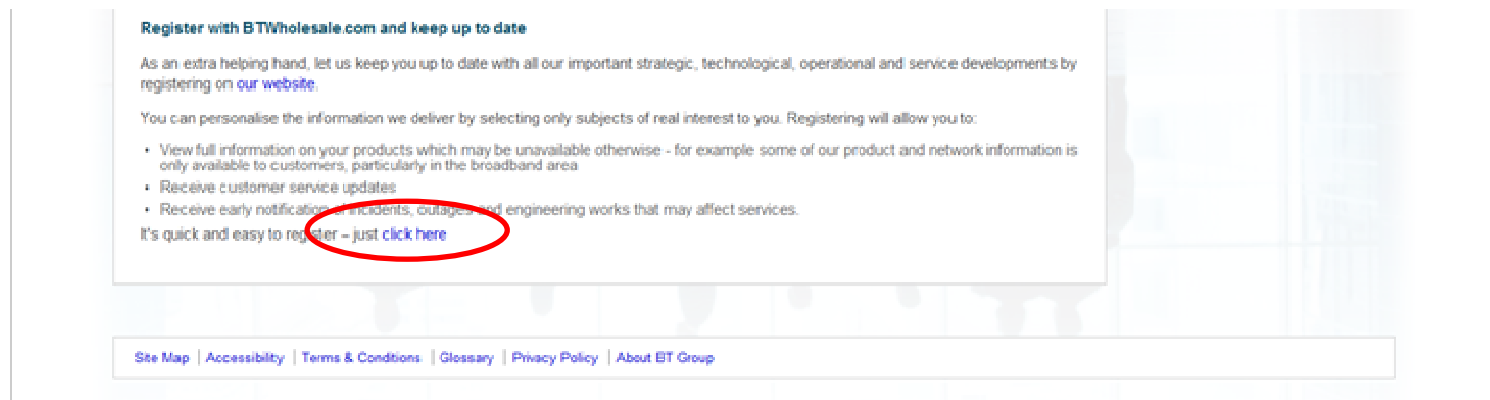 Register with BTWholesale.com and keep up to date
As an extra helping hand, let us keep you up to date with all our important strategic, technological, operational and service developments by
registering on our website.
You can personalise the information we deliver by selecting only subjects of real interest to you. Registering will allow you to:
• View full information on your products which may be unavailable otherwise - for example some of our product and network information is
only available to customers, particularly in the broadband area
• Receive customer service updates
• Receive early notification of incidents, outages and engineering works that may affect services.
It's quick and easy to register – just click here
Site Map | Accessibility | Terms & Conditions | Glossary | Privacy Policy | About BT Group